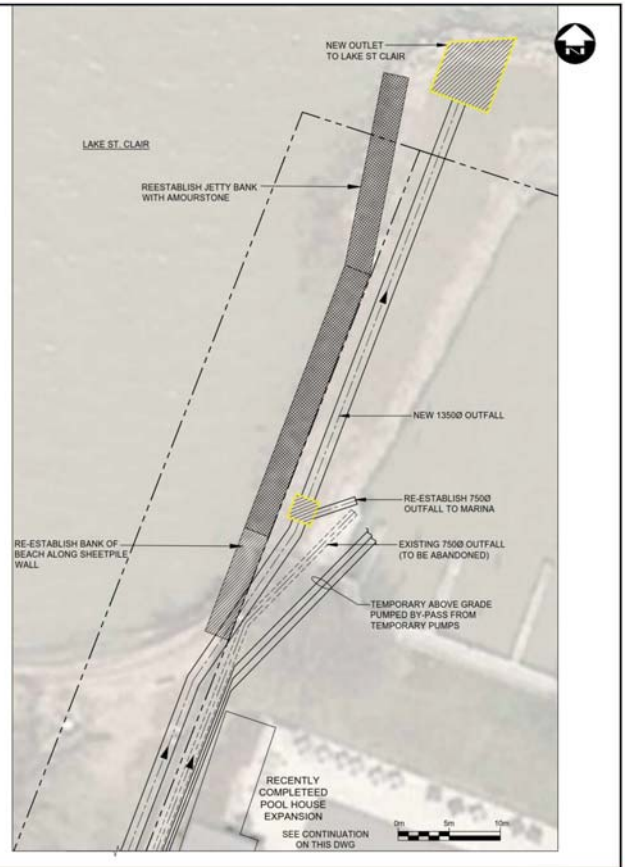 NEW OUTLET
TO LAKE ST CLAIR
N
LAKE ST. CLAIR
REESTABLISH JETTY BANK
WITH AMOURSTONE
NEW 1350Ø OUTFALL
RE-ESTABLISH 750Ø
OUTFALL TO MARINA
RE-ESTABLISH BANK OF
BEACH ALONG SHEETPILE
WALL
EXISTING 750Ø OUTFALL
(TO BE ABANDONED)
TEMPORARY ABOVE GRADE
PUMPED BY-PASS FROM
TEMPORARY PUMPS
RECENTLY
COMPLETEED
POOL HOUSE
EXPANSION
SEE CONTINUATION
ON THIS DWG
0m 5m 10m